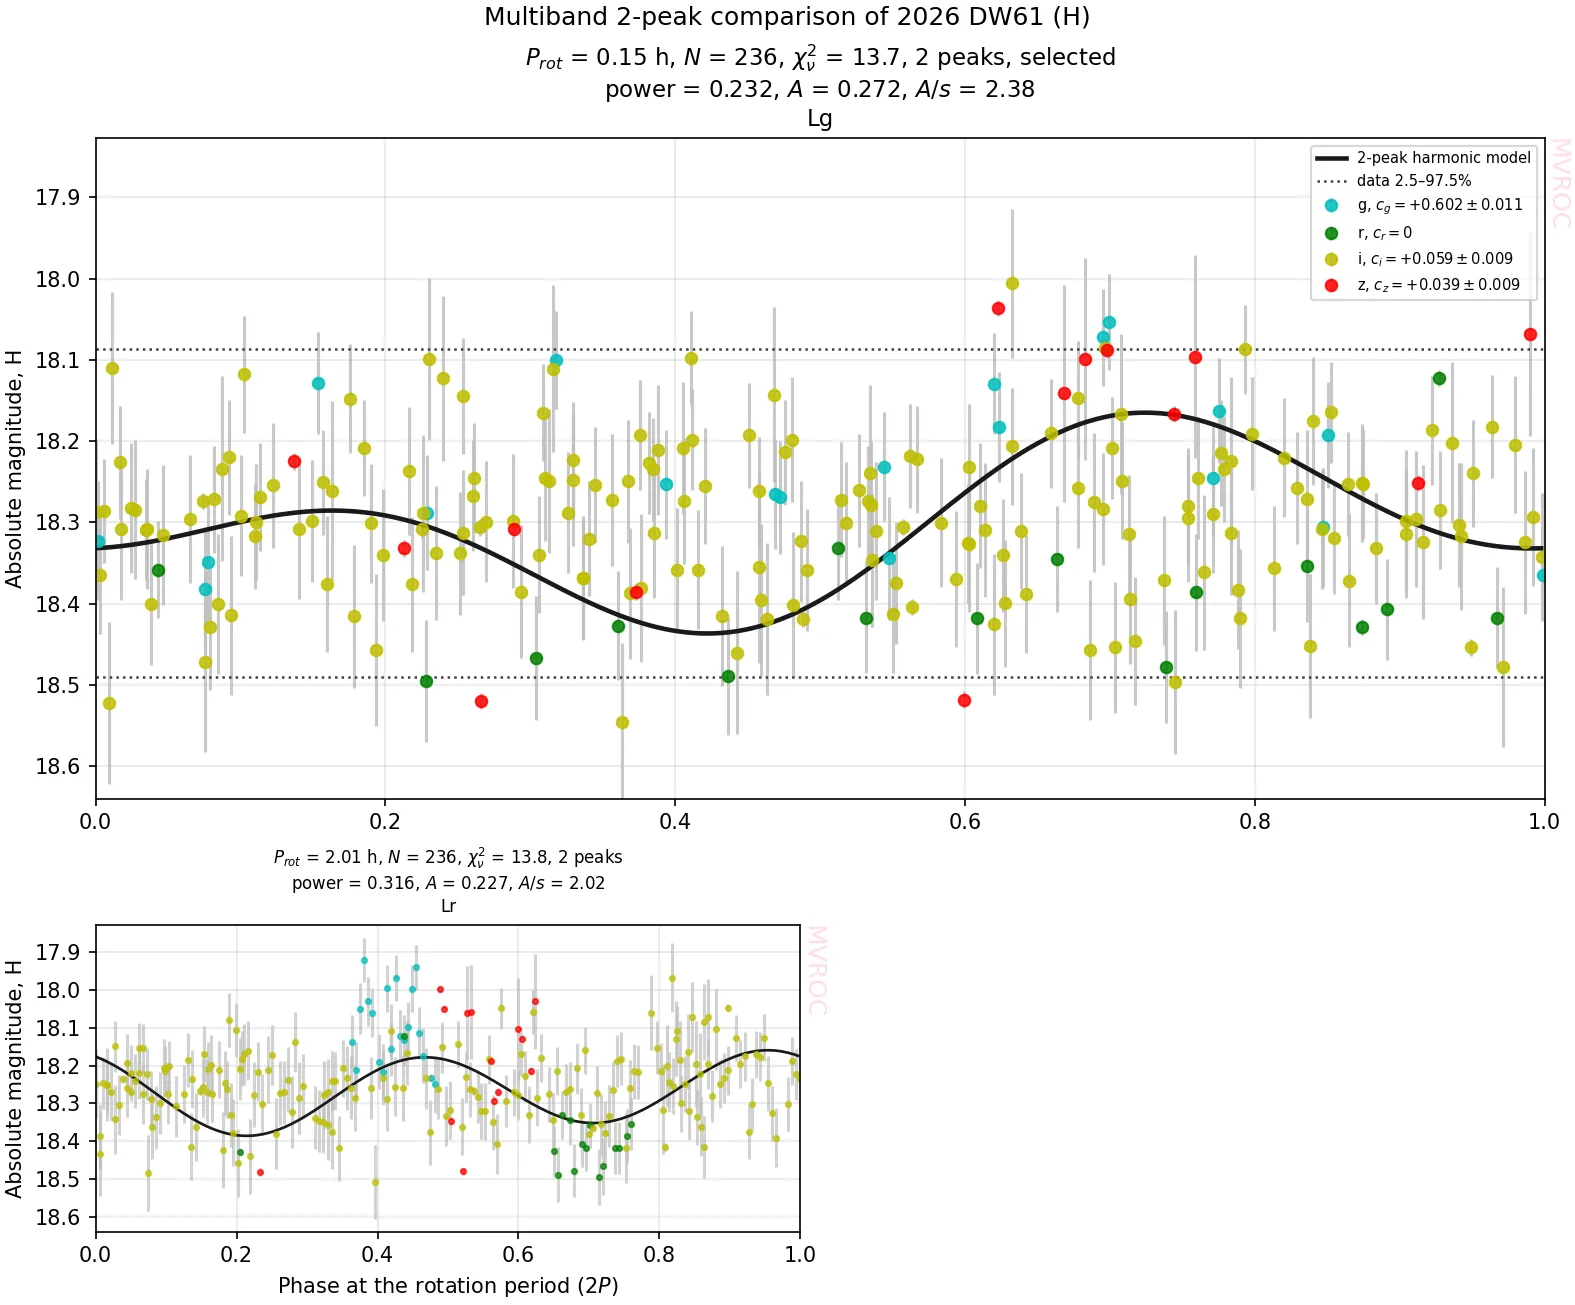 Multiband 2-peak comparison of 2026 DW61 (H)
P_rot = 0.15 h, N = 236, χ²_ν = 13.7, 2 peaks, selected
power = 0.232, A = 0.272, A/s = 2.38
Lg
2-peak harmonic model
data 2.5–97.5%
g, c_g = +0.602 ± 0.011
r, c_r = 0
i, c_i = +0.059 ± 0.009
z, c_z = +0.039 ± 0.009
MVROC
Absolute magnitude, H
17.9
18.0
18.1
18.2
18.3
18.4
18.5
18.6
0.0 0.2 0.4 0.6 0.8 1.0
P_rot = 2.01 h, N = 236, χ²_ν = 13.8, 2 peaks
power = 0.316, A = 0.227, A/s = 2.02
Lr
MVROC
Absolute magnitude, H
17.9
18.0
18.1
18.2
18.3
18.4
18.5
18.6
0.0 0.2 0.4 0.6 0.8 1.0
Phase at the rotation period (2P)